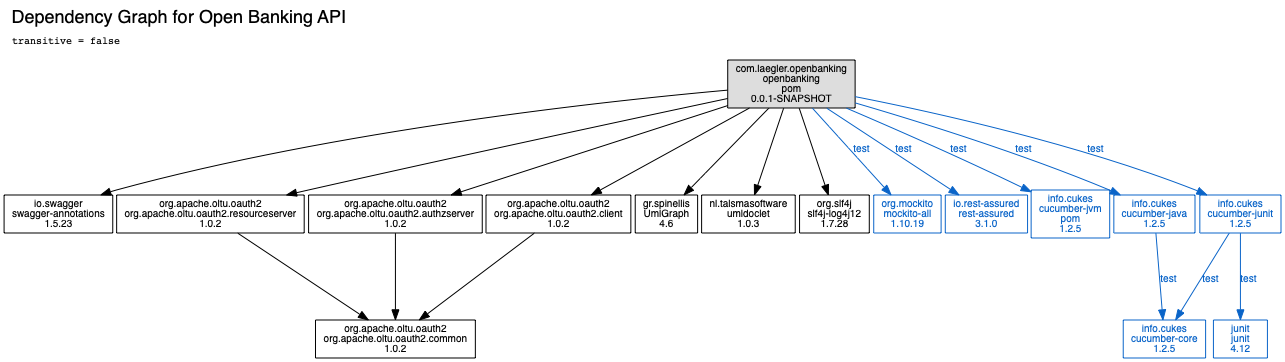 Dependency Graph for Open Banking API
transitive = false
com.laegler.openbanking
openbanking
pom
0.0.1-SNAPSHOT
test
test
test
test
test
io.swagger
swagger-annotations
1.5.23
org.apache.oltu.oauth2
org.apache.oltu.oauth2.resourceserver
1.0.2
org.apache.oltu.oauth2
org.apache.oltu.oauth2.authzserver
1.0.2
org.apache.oltu.oauth2
org.apache.oltu.oauth2.client
1.0.2
gr.spinellis
UmlGraph
4.6
nl.talsmasoftware
umldoclet
1.0.3
org.slf4j
slf4j-log4j12
1.7.28
org.mockito
mockito-all
1.10.19
io.rest-assured
rest-assured
3.1.0
info.cukes
cucumber-jvm
pom
1.2.5
info.cukes
cucumber-java
1.2.5
info.cukes
cucumber-junit
1.2.5
test
test
test
org.apache.oltu.oauth2
org.apache.oltu.oauth2.common
1.0.2
info.cukes
cucumber-core
1.2.5
junit
junit
4.12